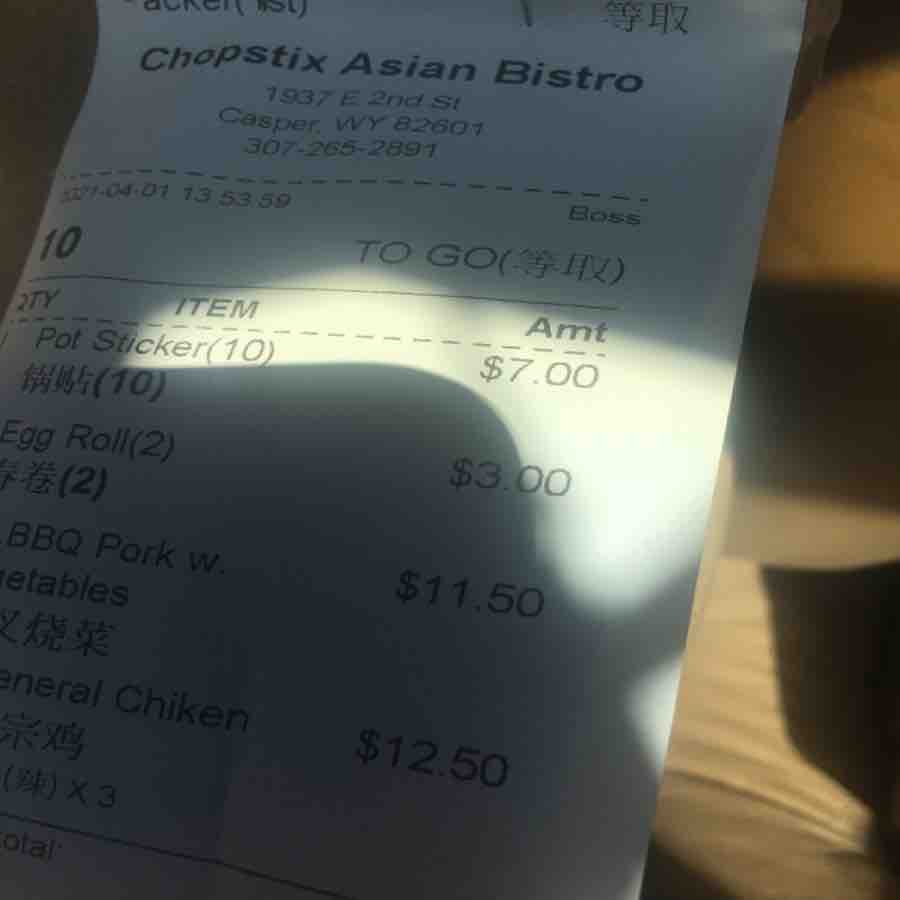 等取
Chopstix Asian Bistro
1937 E 2nd St
Casper, WY 82601
307-265-2891
2021-04-01 13 53 59 Boss
10 TO GO(等取)
QTY ITEM Amt
Pot Sticker(10) $7.00
锅贴(10)
Egg Roll(2) $3.00
春卷(2)
BBQ Pork w. $11.50
getables
叉烧菜
eneral Chiken $12.50
宗鸡
(辣) X 3
otal: